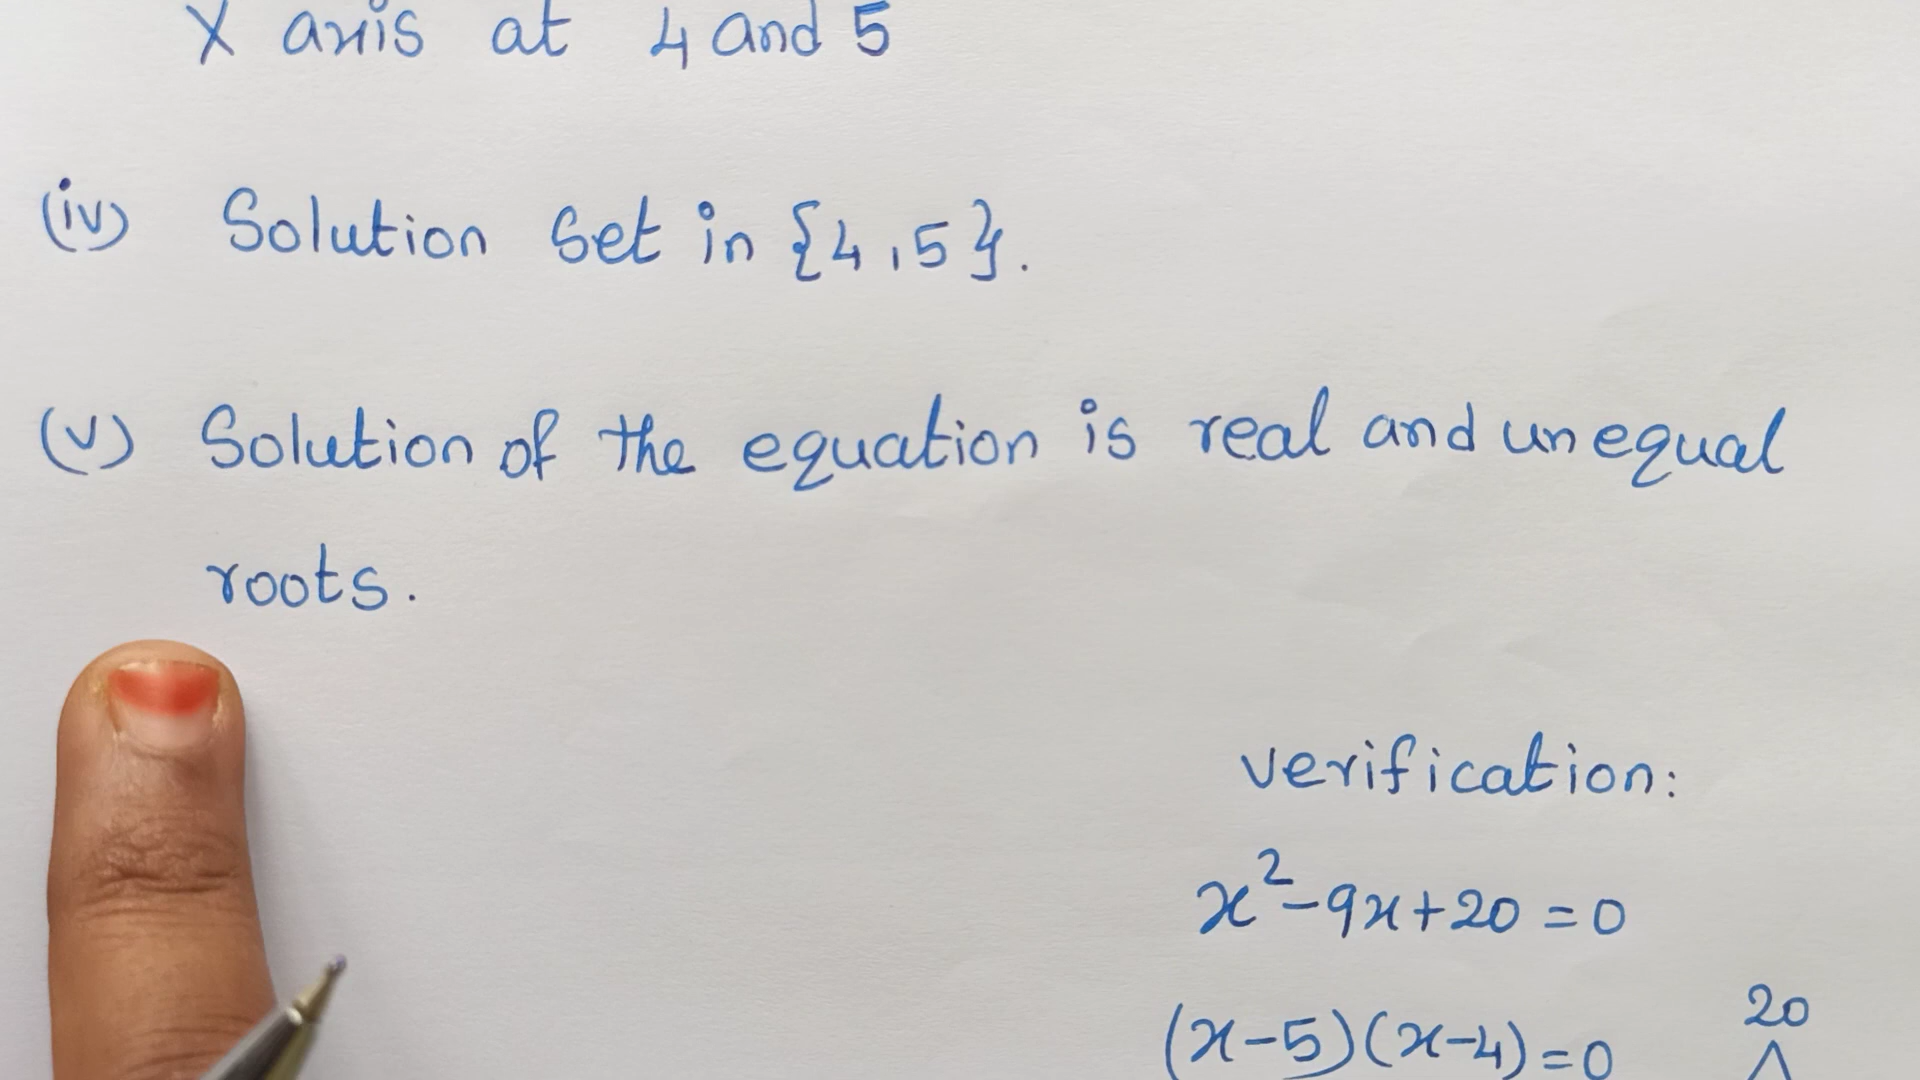 X axis at 4 and 5
(iv) Solution Set in {4,5}.
(v) Solution of the equation is real and unequal
roots.
verification:
x²-9x+20=0
20
(x-5)(x-4)=0